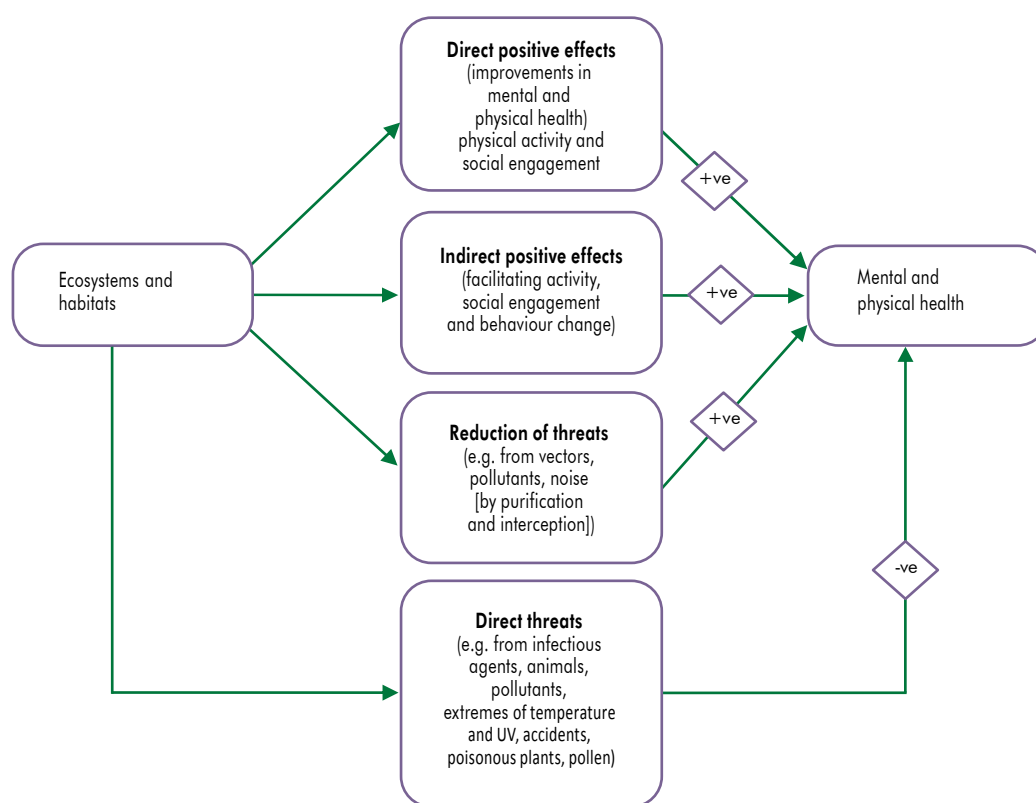 Direct positive effects
(improvements in
mental and
physical health)
physical activity and
social engagement
+ve
Ecosystems and
habitats
Indirect positive effects
(facilitating activity,
social engagement
and behaviour change)
+ve
Mental and
physical health
Reduction of threats
(e.g. from vectors,
pollutants, noise
[by purification
and interception])
+ve
Direct threats
(e.g. from infectious
agents, animals,
pollutants,
extremes of temperature
and UV, accidents,
poisonous plants, pollen)
-ve